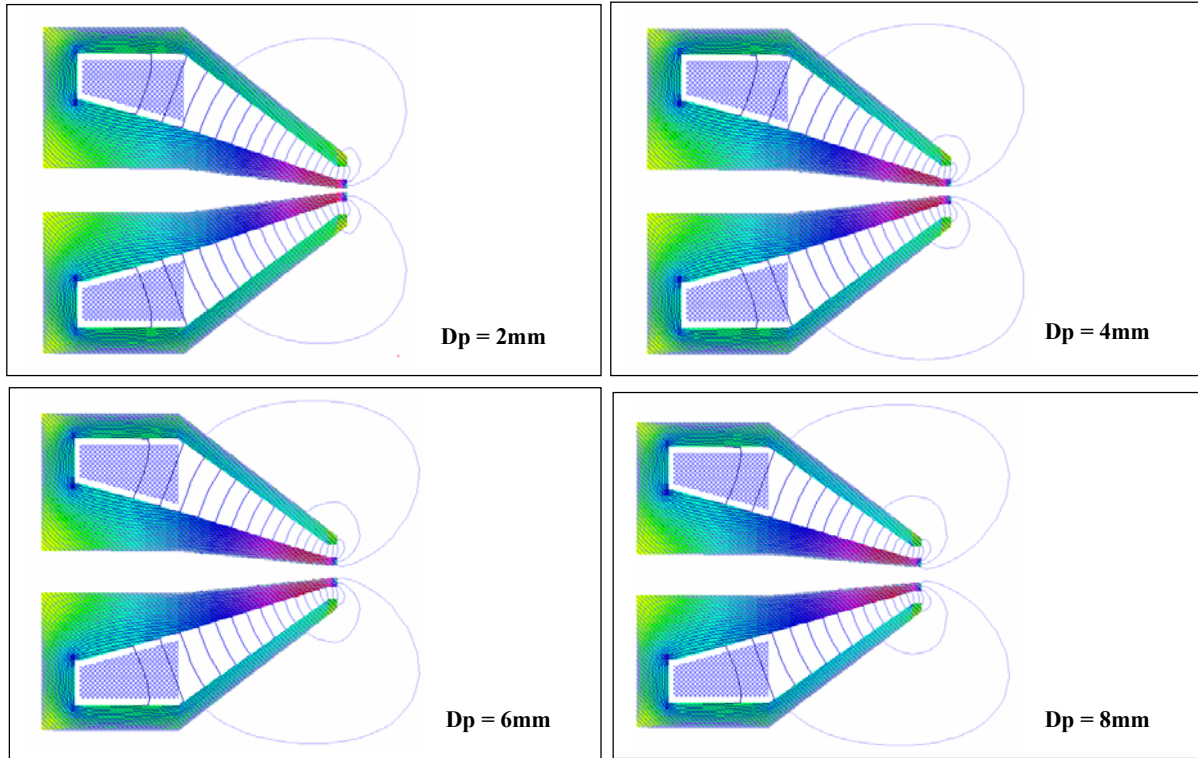 Dp = 2mm
Dp = 4mm
Dp = 6mm
Dp = 8mm